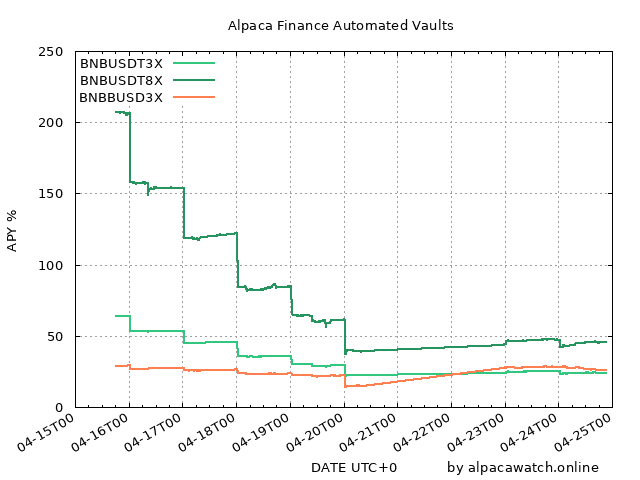 Alpaca Finance Automated Vaults
250
200
150
100
50
0
APY %
BNBUSDT3X
BNBUSDT8X
BNBBUSD3X
04-15T00
04-16T00
04-17T00
04-18T00
04-19T00
04-20T00
04-21T00
04-22T00
04-23T00
04-24T00
04-25T00
DATE UTC+0
by alpacawatch.online